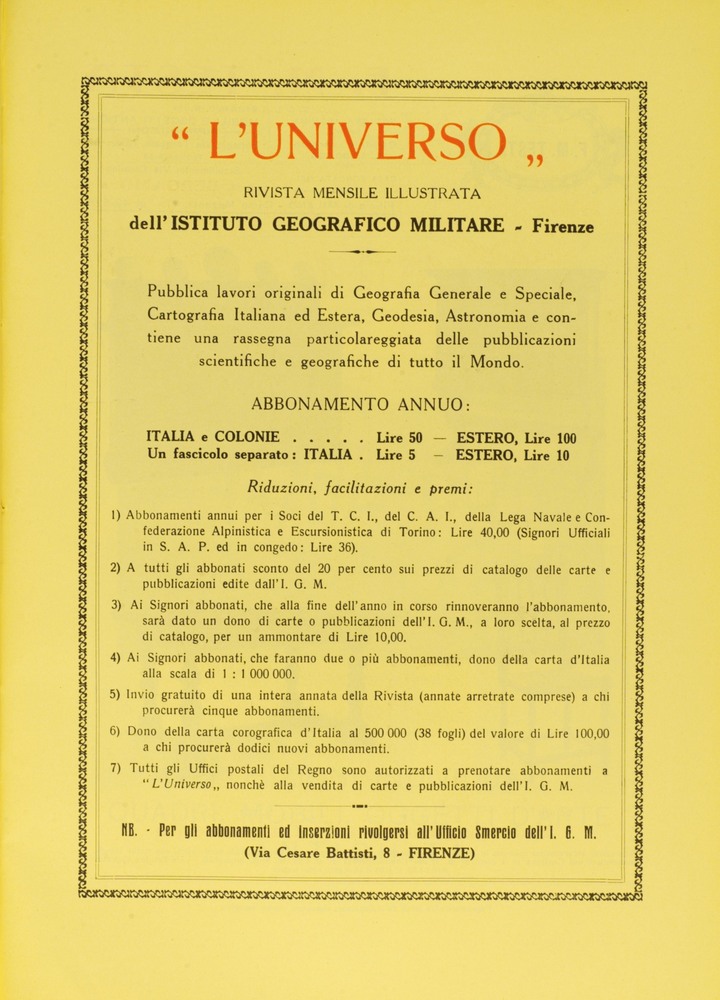 “ L'UNIVERSO „
RIVISTA MENSILE ILLUSTRATA
dell'ISTITUTO GEOGRAFICO MILITARE - Firenze
Pubblica lavori originali di Geografia Generale e Speciale,
Cartografia Italiana ed Estera, Geodesia, Astronomia e con-
tiene una rassegna particolareggiata delle pubblicazioni
scientifiche e geografiche di tutto il Mondo.
ABBONAMENTO ANNUO:
ITALIA e COLONIE . . . . . Lire 50 — ESTERO, Lire 100
Un fascicolo separato: ITALIA . Lire 5 — ESTERO, Lire 10
Riduzioni, facilitazioni e premi:
1) Abbonamenti annui per i Soci del T. C. I., del C. A. I., della Lega Navale e Con-
federazione Alpinistica e Escursionistica di Torino: Lire 40,00 (Signori Ufficiali
in S. A. P. ed in congedo: Lire 36).
2) A tutti gli abbonati sconto del 20 per cento sui prezzi di catalogo delle carte e
pubblicazioni edite dall'I. G. M.
3) Ai Signori abbonati, che alla fine dell'anno in corso rinnoveranno l'abbonamento,
sarà dato un dono di carte o pubblicazioni dell'I. G. M., a loro scelta, al prezzo
di catalogo, per un ammontare di Lire 10,00.
4) Ai Signori abbonati, che faranno due o più abbonamenti, dono della carta d'Italia
alla scala di 1 : 1 000 000.
5) Invio gratuito di una intera annata della Rivista (annate arretrate comprese) a chi
procurerà cinque abbonamenti.
6) Dono della carta corografica d'Italia al 500 000 (38 fogli) del valore di Lire 100,00
a chi procurerà dodici nuovi abbonamenti.
7) Tutti gli Uffici postali del Regno sono autorizzati a prenotare abbonamenti a
“L'Universo„ nonchè alla vendita di carte e pubblicazioni dell'I. G. M.
NB. - Per gli abbonamenti ed inserzioni rivolgersi all'Ufficio Smercio dell'I. G. M.
(Via Cesare Battisti, 8 - FIRENZE)